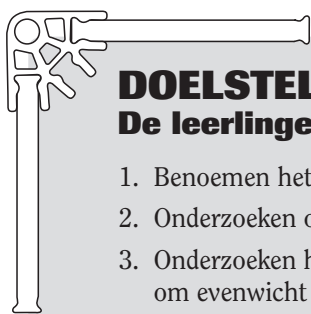 DOELSTEL
De leerlinge
1. Benoemen het
2. Onderzoeken o
3. Onderzoeken h
om evenwicht